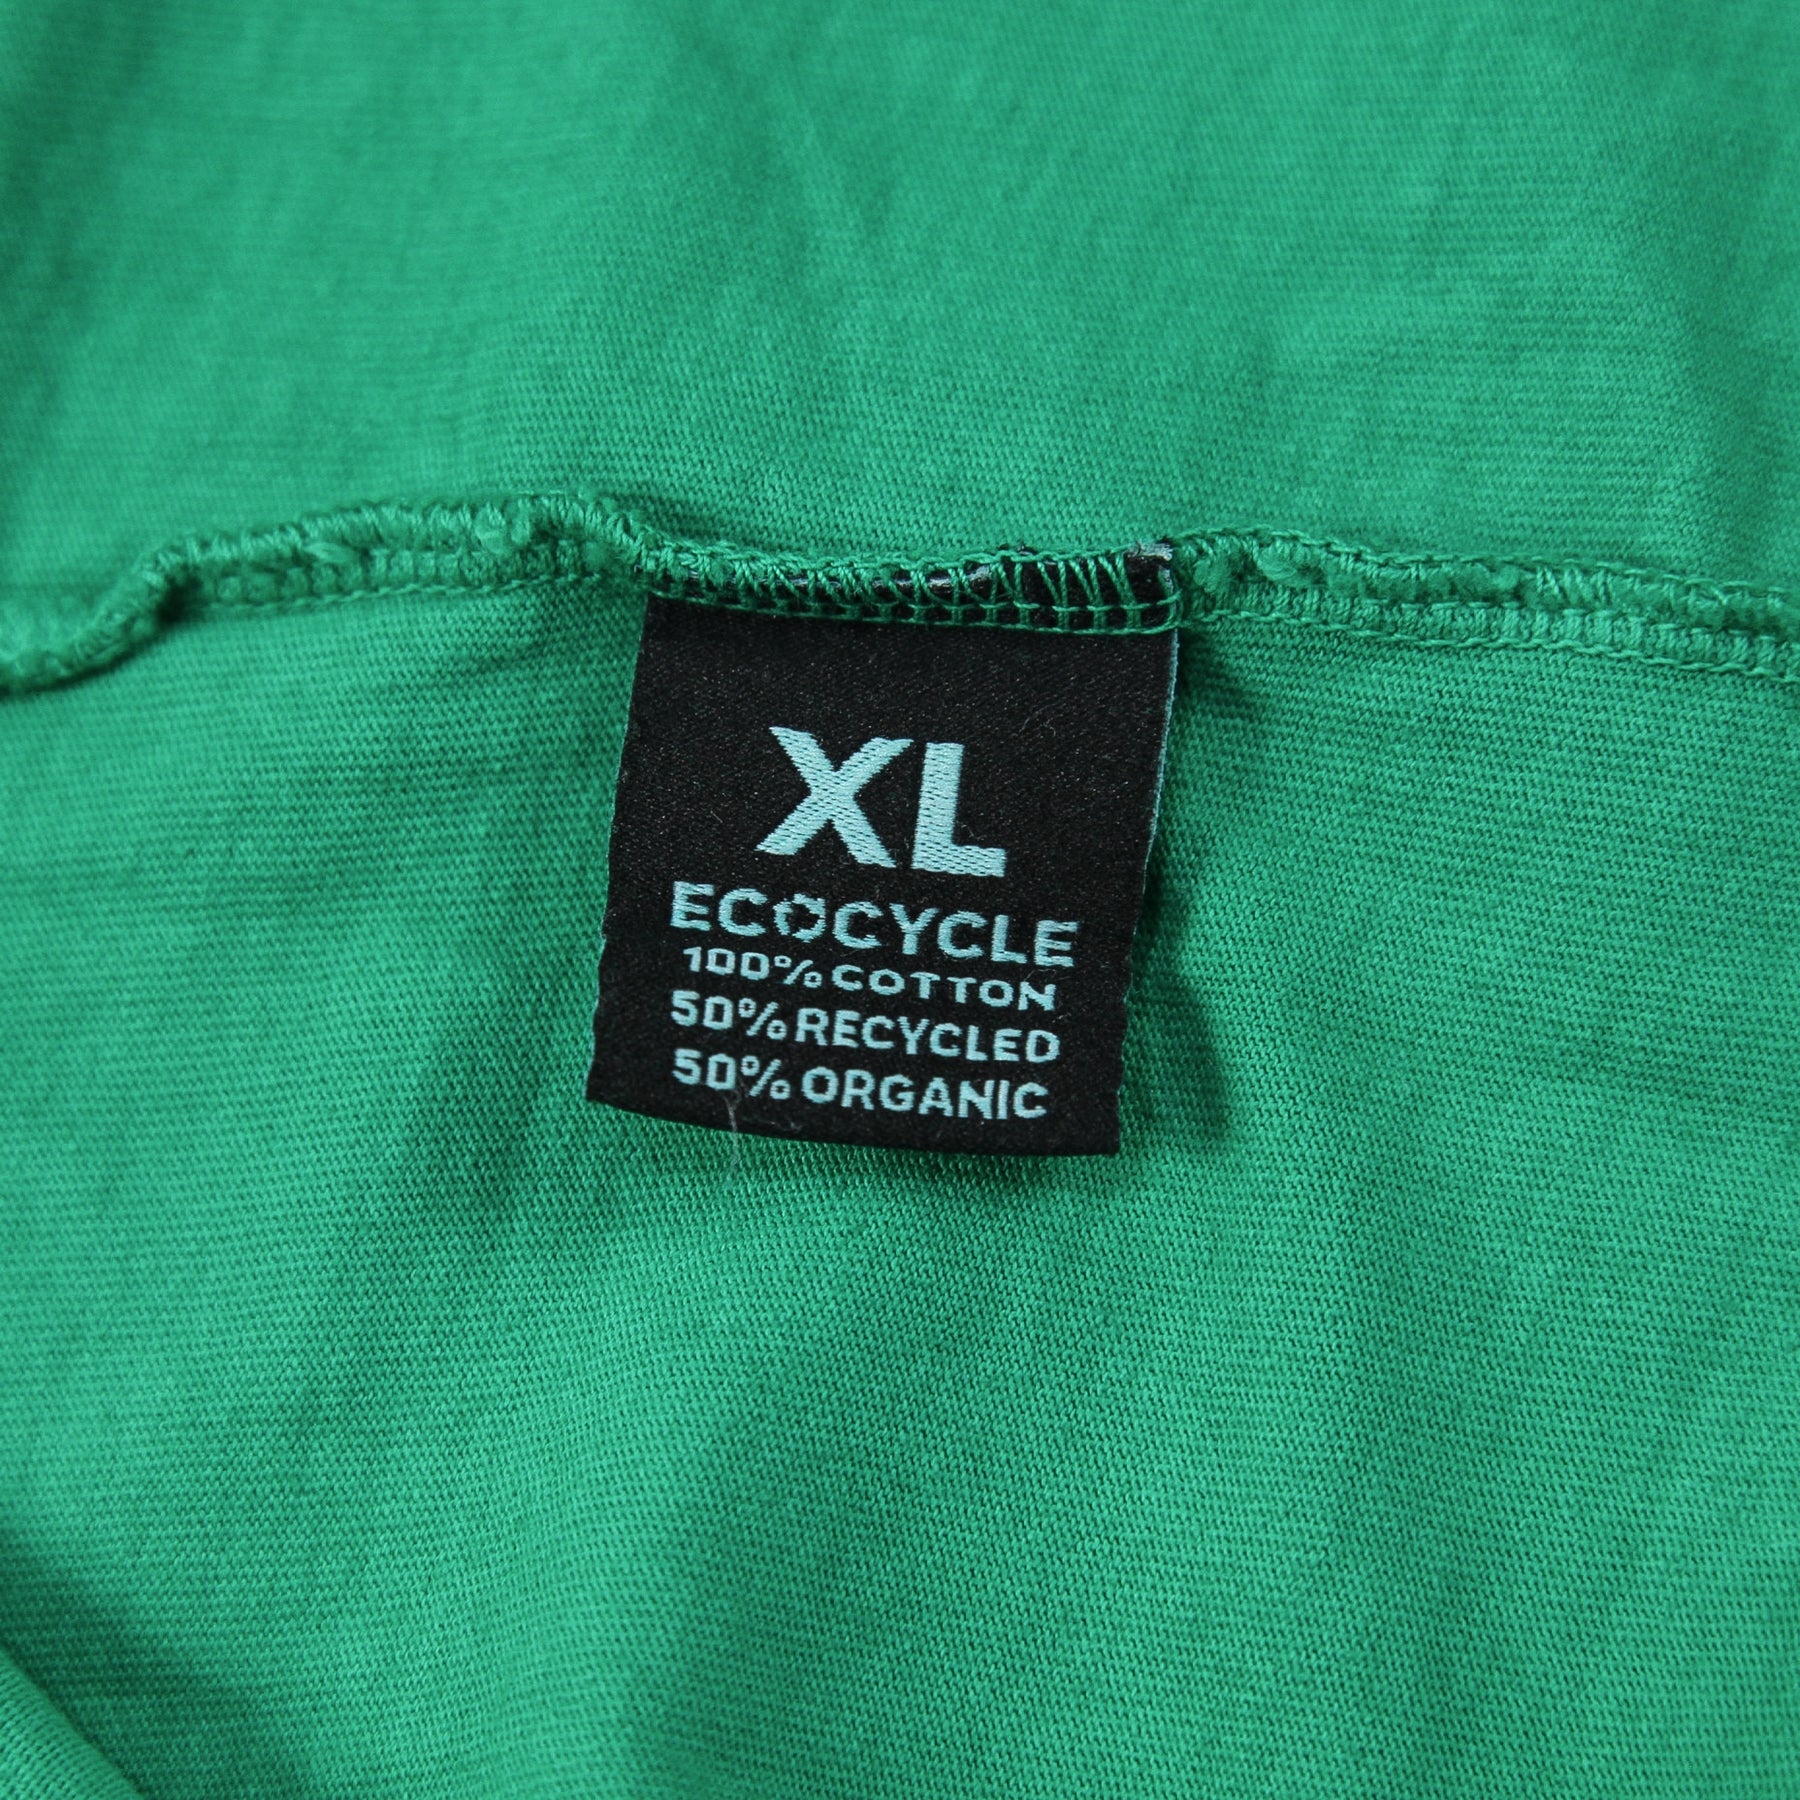 XL
ECOCYCLE
100% COTTON
50% RECYCLED
50% ORGANIC